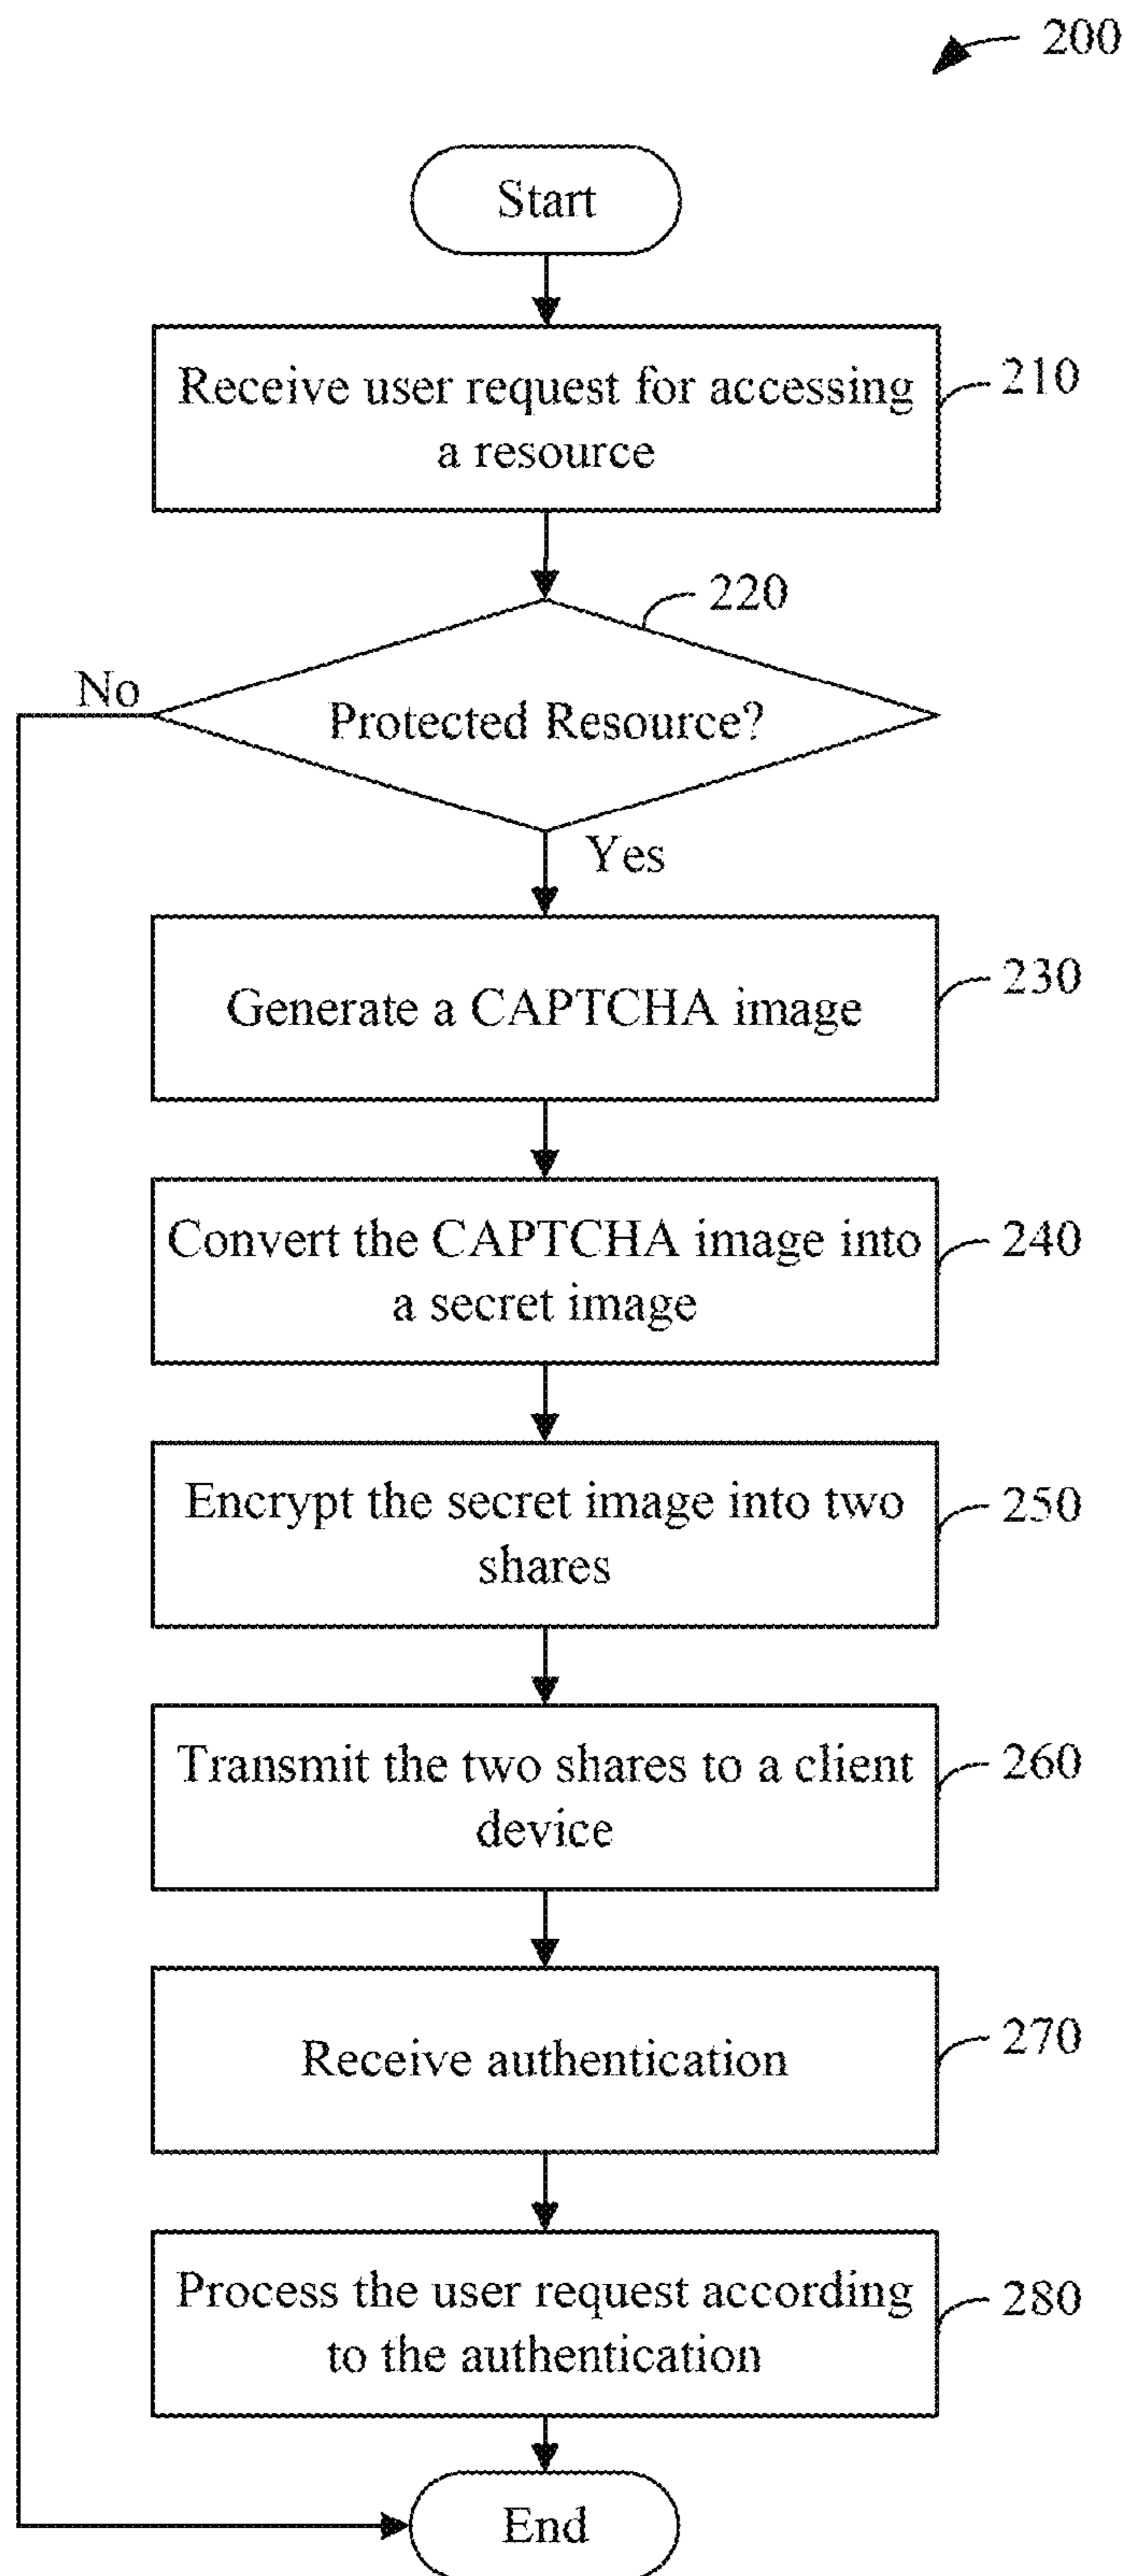 200
Start
Receive user request for accessing
a resource
210
220
No
Protected Resource?
Yes
Generate a CAPTCHA image
230
Convert the CAPTCHA image into
a secret image
240
Encrypt the secret image into two
shares
250
Transmit the two shares to a client
device
260
Receive authentication
270
Process the user request according
to the authentication
280
End